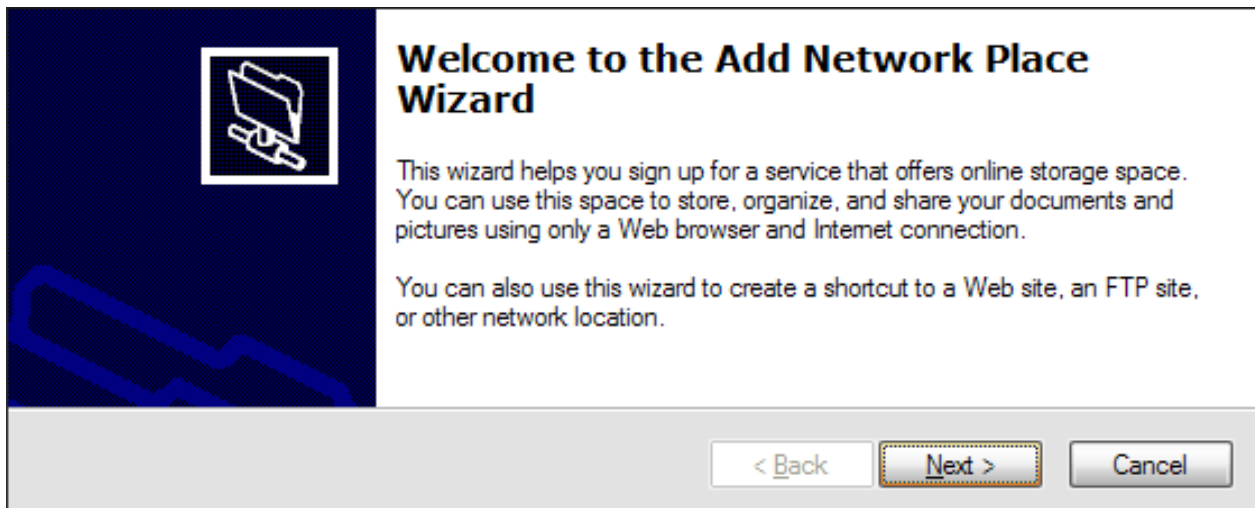 Welcome to the Add Network Place
Wizard
This wizard helps you sign up for a service that offers online storage space.
You can use this space to store, organize, and share your documents and
pictures using only a Web browser and Internet connection.
You can also use this wizard to create a shortcut to a Web site, an FTP site,
or other network location.
< Back Next > Cancel